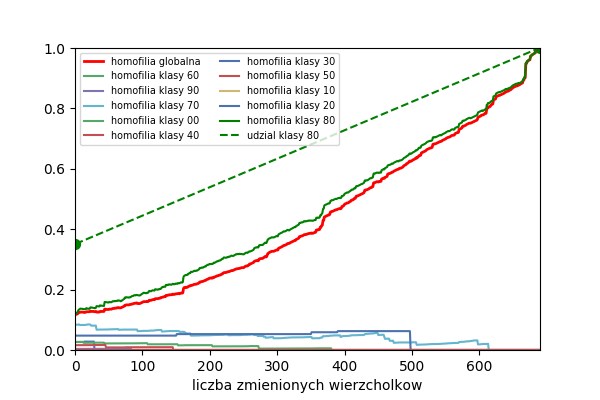 1.0
0.8
0.6
0.4
0.2
0.0
homofilia globalna
homofilia klasy 60
homofilia klasy 90
homofilia klasy 70
homofilia klasy 00
homofilia klasy 40
homofilia klasy 30
homofilia klasy 50
homofilia klasy 10
homofilia klasy 20
homofilia klasy 80
udzial klasy 80
0 100 200 300 400 500 600
liczba zmienionych wierzcholkow